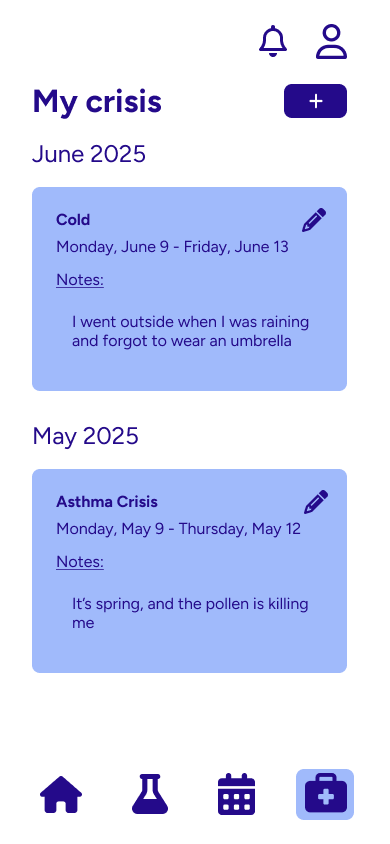 My crisis
+
June 2025
Cold
Monday, June 9 - Friday, June 13
Notes:
I went outside when I was raining
and forgot to wear an umbrella
May 2025
Asthma Crisis
Monday, May 9 - Thursday, May 12
Notes:
It's spring, and the pollen is killing
me